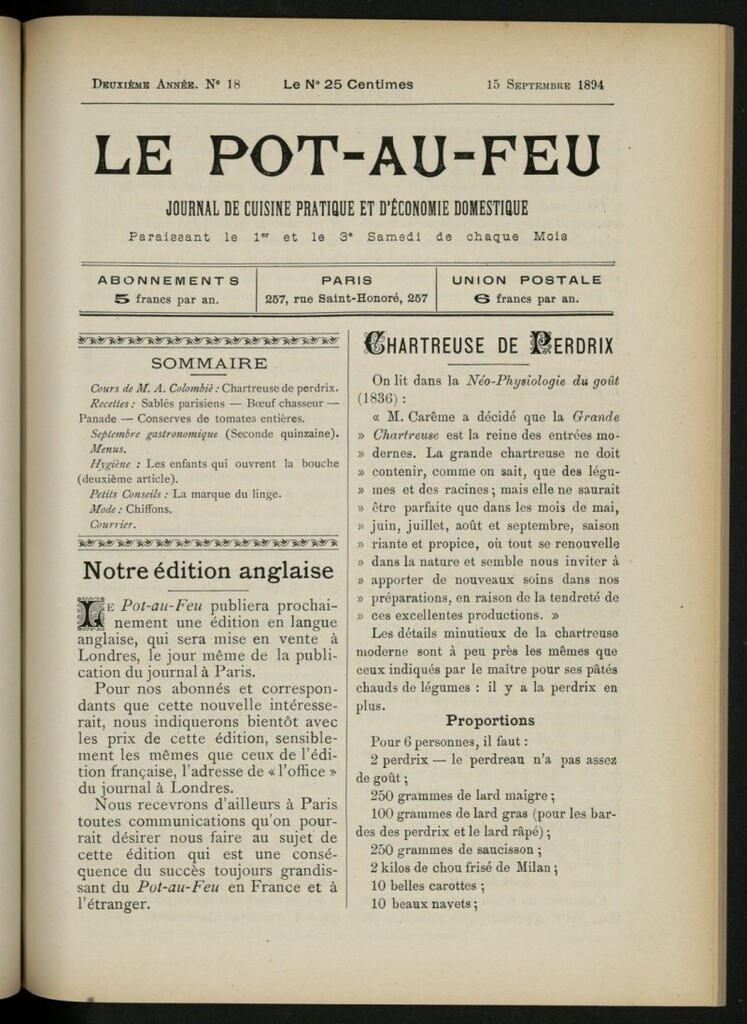 DEUXIÈME ANNÉE. N° 18
Le N° 25 Centimes
15 SEPTEMBRE 1894
LE POT-AU-FEU
JOURNAL DE CUISINE PRATIQUE ET D'ÉCONOMIE DOMESTIQUE
Paraissant le 1er et le 3e Samedi de chaque Mois
ABONNEMENTS
5 francs par an.
PARIS
257, rue Saint-Honoré, 257
UNION POSTALE
6 francs par an.
SOMMAIRE
Cours de M. A. Colombié : Chartreuse de perdrix.
Recettes : Sablés parisiens — Bœuf chasseur —
Panade — Conserves de tomates entières.
Septembre gastronomique (Seconde quinzaine).
Menus.
Hygiène : Les enfants qui ouvrent la bouche
(deuxième article).
Petits Conseils : La marque du linge.
Mode : Chiffons.
Courrier.
Notre édition anglaise
LE Pot-au-Feu publiera prochai-
nement une édition en langue
anglaise, qui sera mise en vente à
Londres, le jour même de la publi-
cation du journal à Paris.
Pour nos abonnés et correspon-
dants que cette nouvelle intéresse-
rait, nous indiquerons bientôt avec
les prix de cette édition, sensible-
ment les mêmes que ceux de l'édi-
tion française, l'adresse de « l'office »
du journal à Londres.
Nous recevrons d'ailleurs à Paris
toutes communications qu'on pour-
rait désirer nous faire au sujet de
cette édition qui est une consé-
quence du succès toujours grandis-
sant du Pot-au-Feu en France et à
l'étranger.
CHARTREUSE DE PERDRIX
On lit dans la Néo-Physiologie du goût
(1836) :
« M. Carême a décidé que la Grande
» Chartreuse est la reine des entrées mo-
» dernes. La grande chartreuse ne doit
» contenir, comme on sait, que des légu-
» mes et des racines ; mais elle ne saurait
» être parfaite que dans les mois de mai,
» juin, juillet, août et septembre, saison
» riante et propice, où tout se renouvelle
» dans la nature et semble nous inviter à
» apporter de nouveaux soins dans nos
» préparations, en raison de la tendreté de
» ces excellentes productions. »
Les détails minutieux de la chartreuse
moderne sont à peu près les mêmes que
ceux indiqués par le maître pour ses pâtés
chauds de légumes : il y a la perdrix en
plus.
Proportions
Pour 6 personnes, il faut :
2 perdrix — le perdreau n'a pas assez
de goût ;
250 grammes de lard maigre ;
100 grammes de lard gras (pour les bar-
des des perdrix et le lard râpé) ;
250 grammes de saucisson ;
2 kilos de chou frisé de Milan ;
10 belles carottes ;
10 beaux navets ;